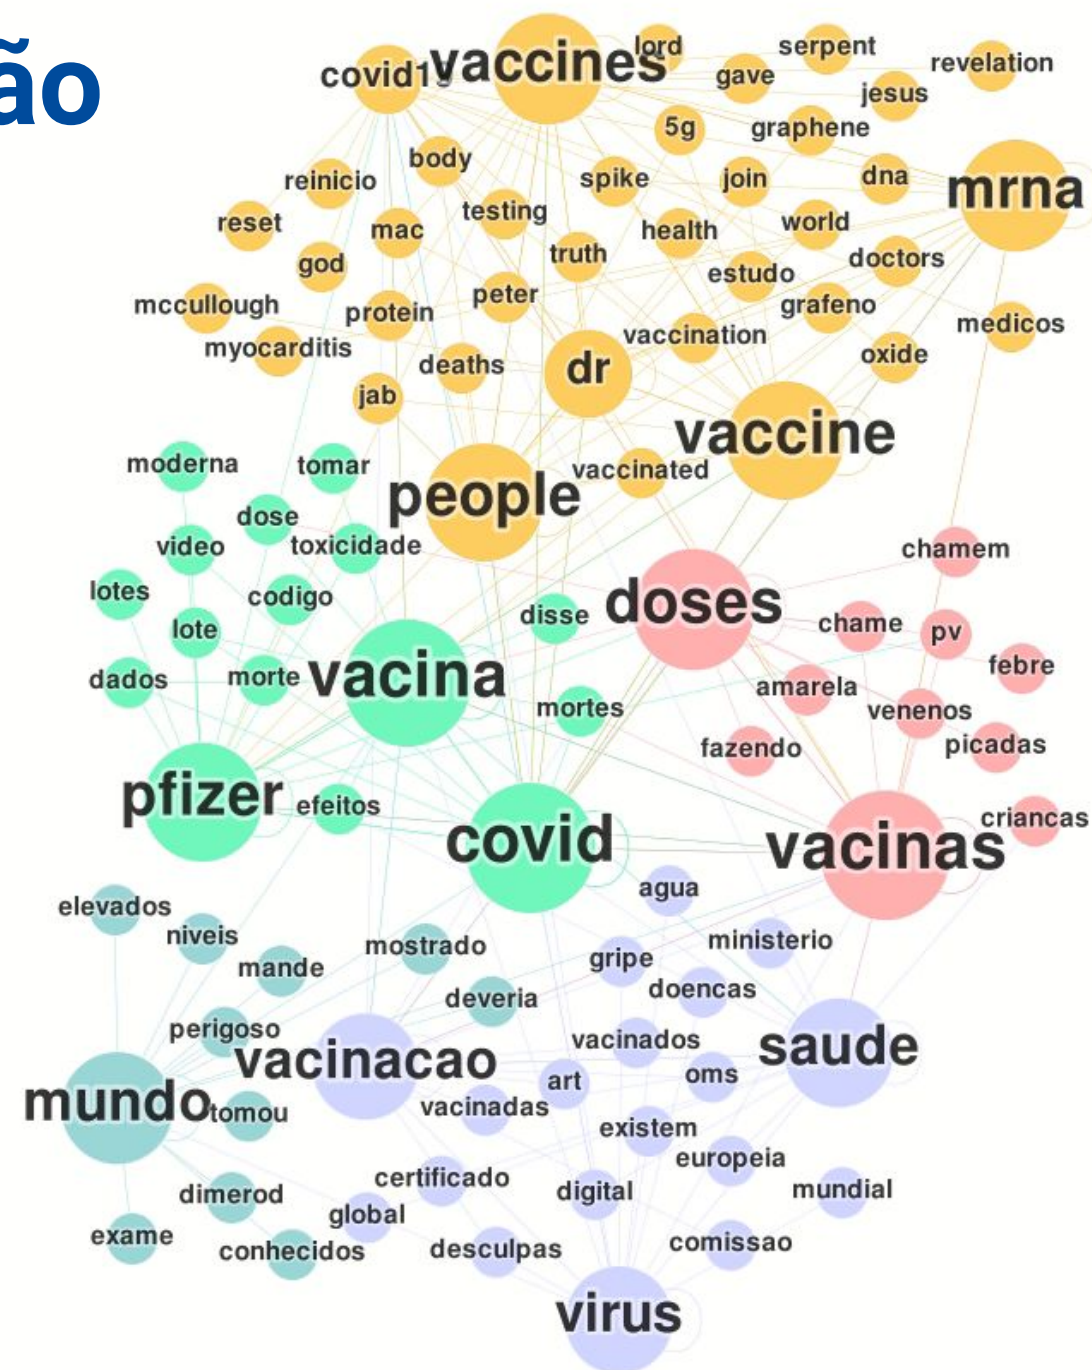 ão
lord
serpent
covid19
vaccines
gave
revelation
jesus
5g
graphene
body
reinicio
spike
join
dna
mrna
reset
testing
mac
health
world
god
truth
estudo
doctors
mccullough
protein
peter
grafeno
medicos
myocarditis
vaccination
oxide
deaths
dr
jab
vaccine
moderna
tomar
people
vaccinated
dose
video
toxicidade
chamem
lotes
codigo
disse
doses
lote
chame
pv
dados
morte
vacina
febre
amarela
mortes
venenos
fazendo
picadas
pfizer
efeitos
covid
vacinas
criancas
agua
elevados
niveis
mostrado
ministerio
mande
gripe
deveria
doencas
perigoso
vacinacao
vacinados
saude
mundo
tomou
art
oms
vacinadas
existem
europeia
dimerod
certificado
digital
mundial
global
exame
conhecidos
desculpas
comissao
virus